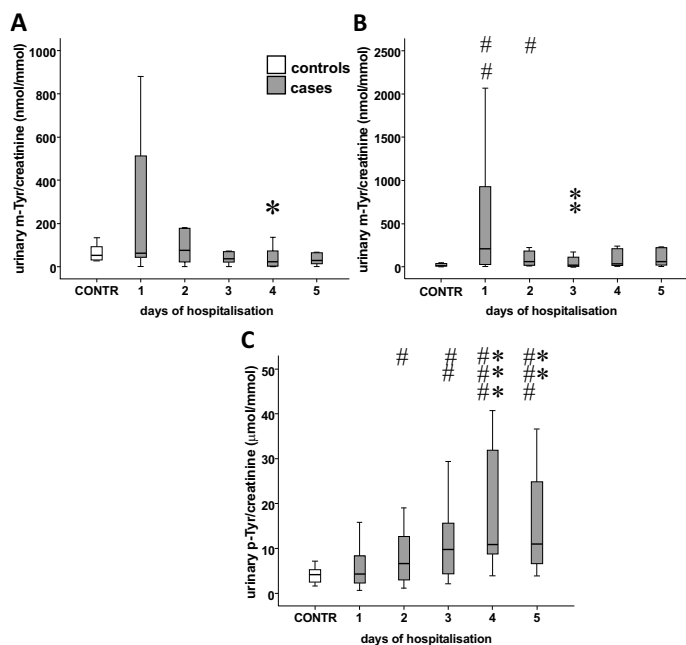 A
urinary m-Tyr/creatinine (nmol/mmol)
1000
800
600
400
200
0
controls
cases
*
CONTR 1 2 3 4 5
days of hospitalisation
B
urinary m-Tyr/creatinine (nmol/mmol)
2500
2000
1500
1000
500
0
# #
#
*
*
CONTR 1 2 3 4 5
days of hospitalisation
C
urinary p-Tyr/creatinine (μmol/mmol)
50
40
30
20
10
0
# # #* #*
# #* #*
#* #
CONTR 1 2 3 4 5
days of hospitalisation